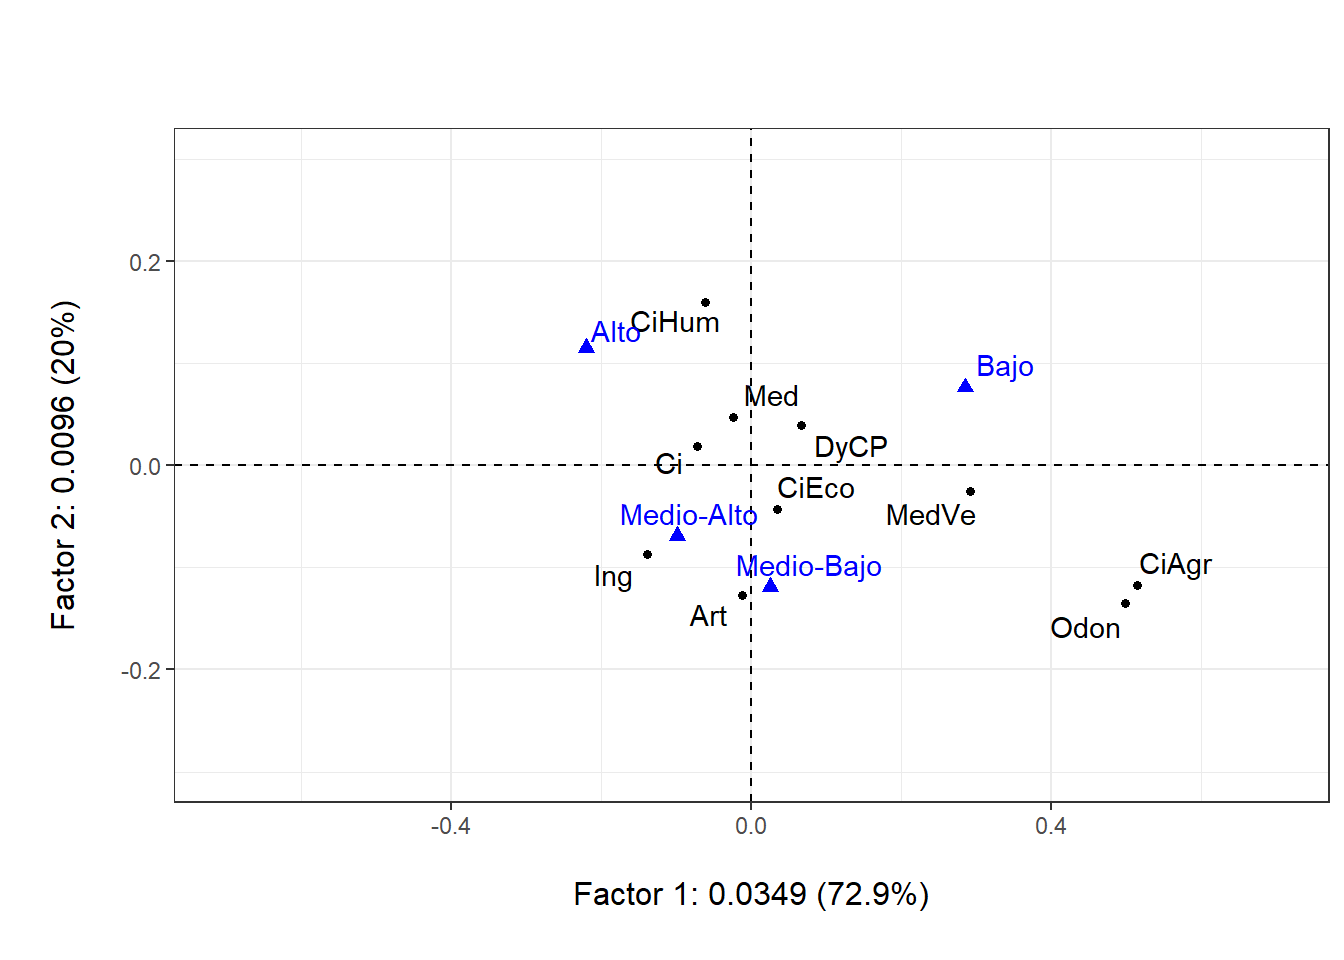 CiHum
Alto
Bajo
Med
DyCP
Ci
CiEco
Medio-Alto
MedVe
Medio-Bajo
Ing
CiAgr
Art
Odon
0.2
0.0
-0.2
-0.4
0.0
0.4
Factor 1: 0.0349 (72.9%)
Factor 2: 0.0096 (20%)